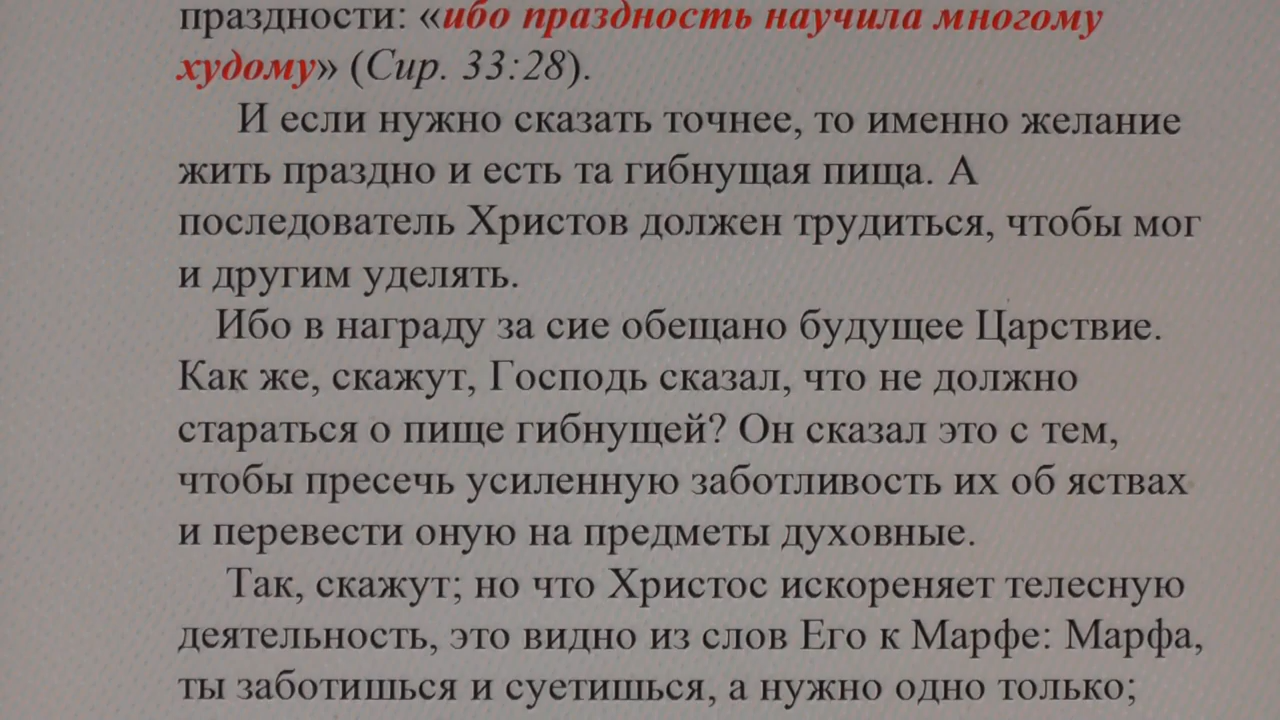 праздности: «ибо праздность научила многому
худому» (Сир. 33:28).
И если нужно сказать точнее, то именно желание
жить праздно и есть та гибнущая пища. А
последователь Христов должен трудиться, чтобы мог
и другим уделять.
Ибо в награду за сие обещано будущее Царствие.
Как же, скажут, Господь сказал, что не должно
стараться о пище гибнущей? Он сказал это с тем,
чтобы пресечь усиленную заботливость их об яствах
и перевести оную на предметы духовные.
Так, скажут; но что Христос искореняет телесную
деятельность, это видно из слов Его к Марфе: Марфа,
ты заботишься и суетишься, а нужно одно только;